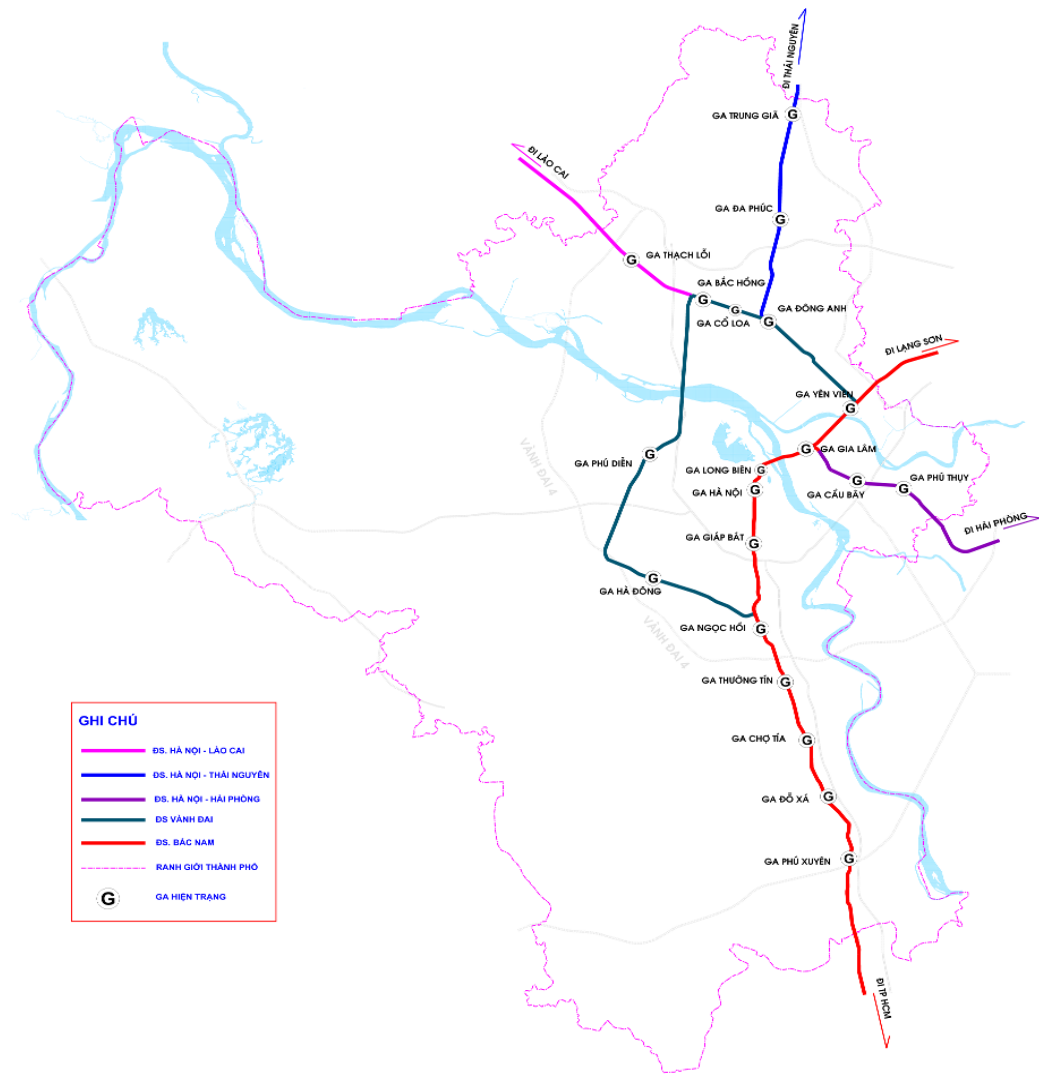 ĐI THÁI NGUYÊN
GA TRUNG GIÃ
ĐI LÀO CAI
GA ĐA PHÚC
GA THẠCH LỖI
GA BẮC HỒNG
GA ĐÔNG ANH
GA CỔ LOA
ĐI LẠNG SƠN
GA YÊN VIÊN
VÀNH ĐAI 4
GA PHÚ DIỄN
GA GIA LÂM
GA LONG BIÊN
GA PHÚ THỤY
GA HÀ NỘI
GA CẦU BÂY
ĐI HẢI PHÒNG
GA GIÁP BÁT
GA HÀ ĐÔNG
GA NGỌC HỒI
VÀNH ĐAI 4
GA THƯỜNG TÍN
GA CHỢ TÍA
GA ĐỖ XÁ
GA PHÚ XUYÊN
ĐI TP HCM
GHI CHÚ
ĐS. HÀ NỘI - LÀO CAI
ĐS. HÀ NỘI - THÁI NGUYÊN
ĐS. HÀ NỘI - HẢI PHÒNG
ĐS VÀNH ĐAI
ĐS. BẮC NAM
RANH GIỚI THÀNH PHỐ
G GA HIỆN TRẠNG